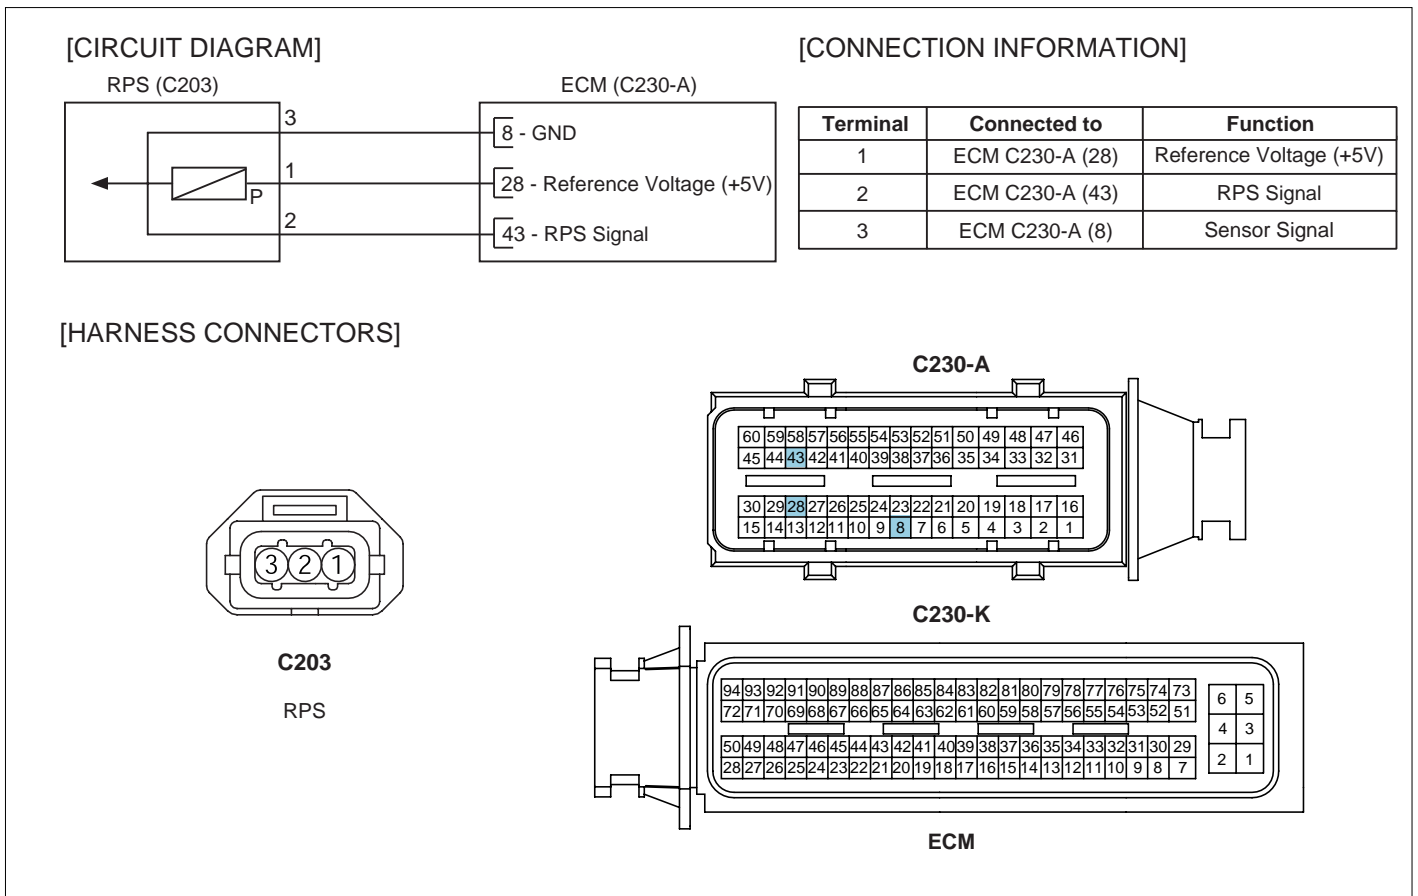 [CIRCUIT DIAGRAM]
RPS (C203)
ECM (C230-A)
3
8 - GND
1
28 - Reference Voltage (+5V)
P
2
43 - RPS Signal
[CONNECTION INFORMATION]
Terminal Connected to Function
1 ECM C230-A (28) Reference Voltage (+5V)
2 ECM C230-A (43) RPS Signal
3 ECM C230-A (8) Sensor Signal
[HARNESS CONNECTORS]
3 2 1
C203
RPS
C230-A
60 59 58 57 56 55 54 53 52 51 50 49 48 47 46
45 44 43 42 41 40 39 38 37 36 35 34 33 32 31
30 29 28 27 26 25 24 23 22 21 20 19 18 17 16
15 14 13 12 11 10 9 8 7 6 5 4 3 2 1
C230-K
94 93 92 91 90 89 88 87 86 85 84 83 82 81 80 79 78 77 76 75 74 73
72 71 70 69 68 67 66 65 64 63 62 61 60 59 58 57 56 55 54 53 52 51
50 49 48 47 46 45 44 43 42 41 40 39 38 37 36 35 34 33 32 31 30 29
28 27 26 25 24 23 22 21 20 19 18 17 16 15 14 13 12 11 10 9 8 7
6 5
4 3
2 1
ECM